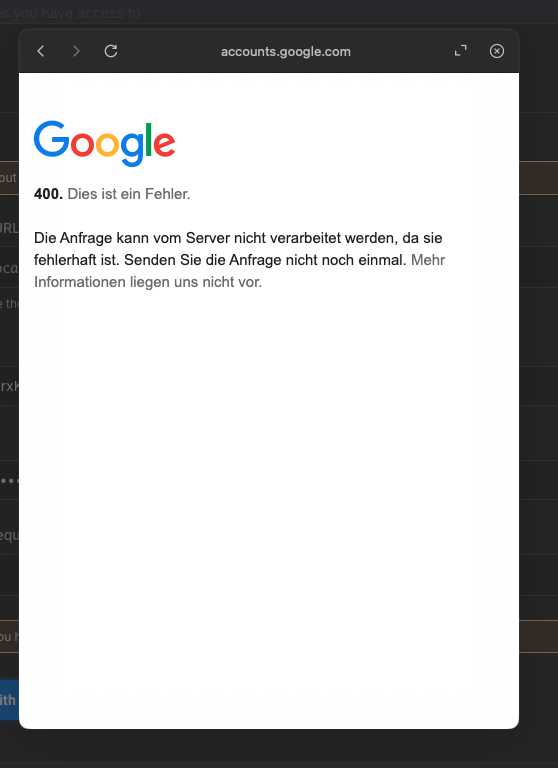 s you have access to
accounts.google.com
Google
out
400. Dies ist ein Fehler.
URL
Die Anfrage kann vom Server nicht verarbeitet werden, da sie
fehlerhaft ist. Senden Sie die Anfrage nicht noch einmal. Mehr
Informationen liegen uns nicht vor.
oca
e the
rxK
equ
ou h
ith